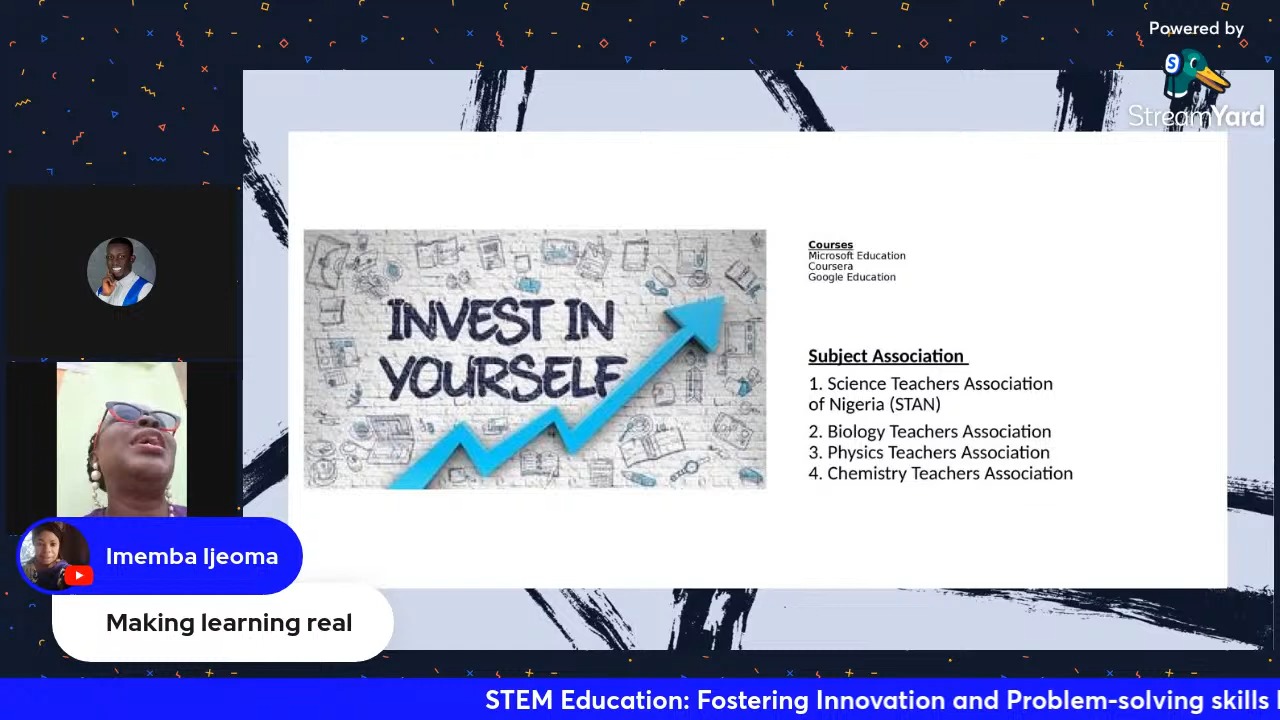 Powered by
StreamYard
INVEST IN
YOURSELF
Courses
Microsoft Education
Coursera
Google Education
Subject Association
1. Science Teachers Association
of Nigeria (STAN)
2. Biology Teachers Association
3. Physics Teachers Association
4. Chemistry Teachers Association
Imemba Ijeoma
Making learning real
STEM Education: Fostering Innovation and Problem-solving skills